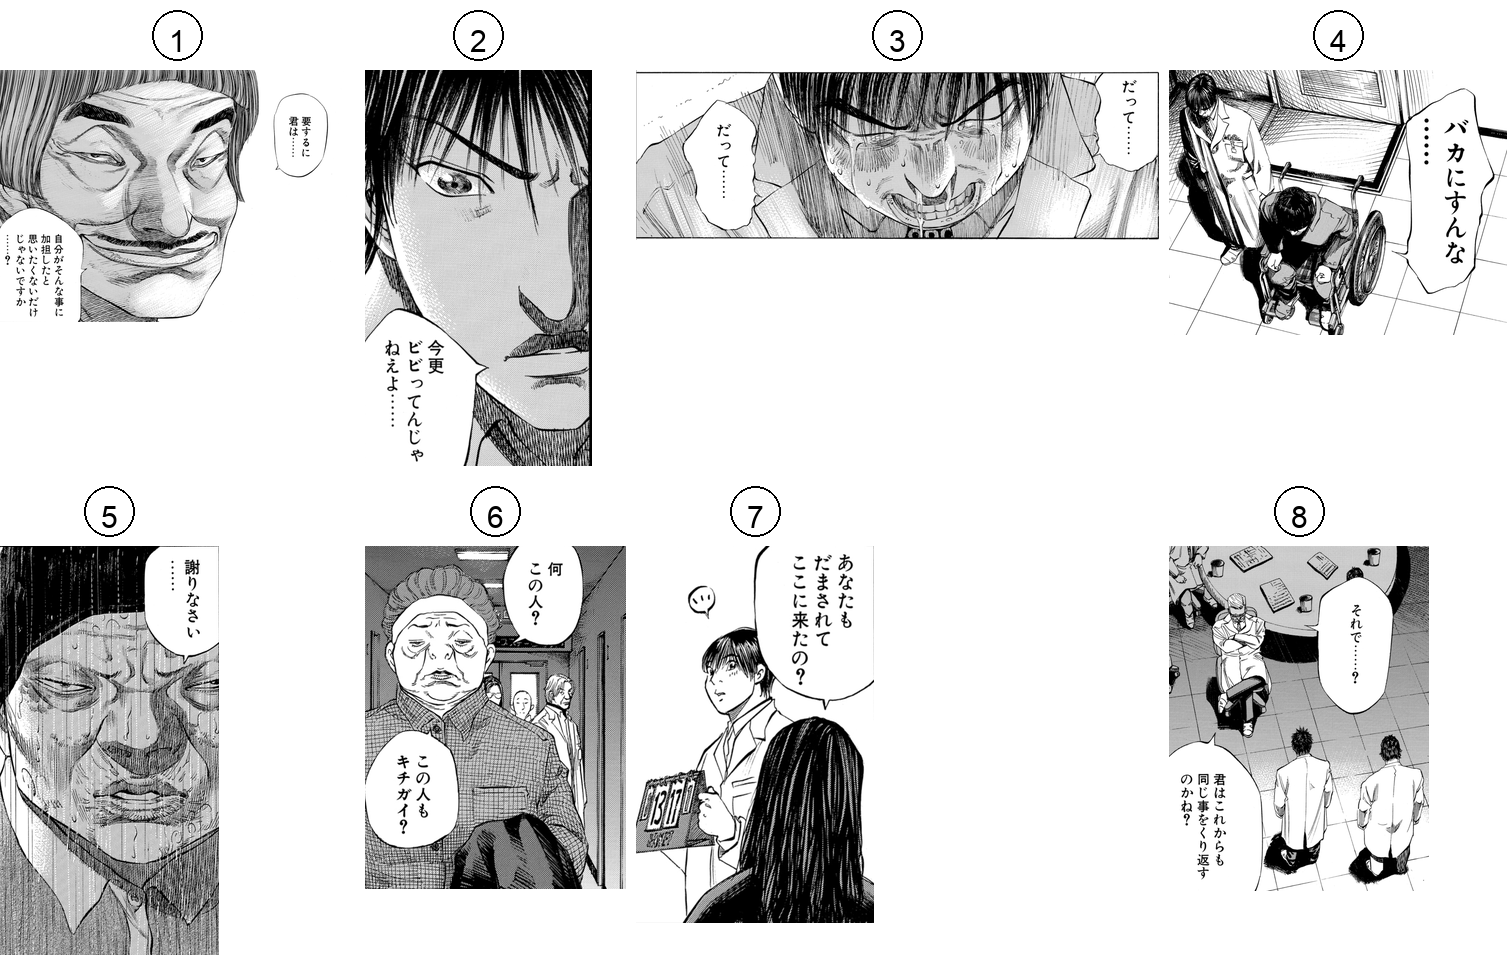 1
要するに
君は……
自分がそんな事に
加担したと
思いたくないだけ
じゃないですか
……?
2
今更
ビビってんじゃ
ねえよ……
3
だって……
だって……
4
バカにすんな
……
5
謝りなさい
……
6
何
この人?
この人も
キチガイ?
7
あなたも
だまされて
ここに来たの?
13 17
8
それで……?
君はこれからも
同じ事をくり返す
のかね?